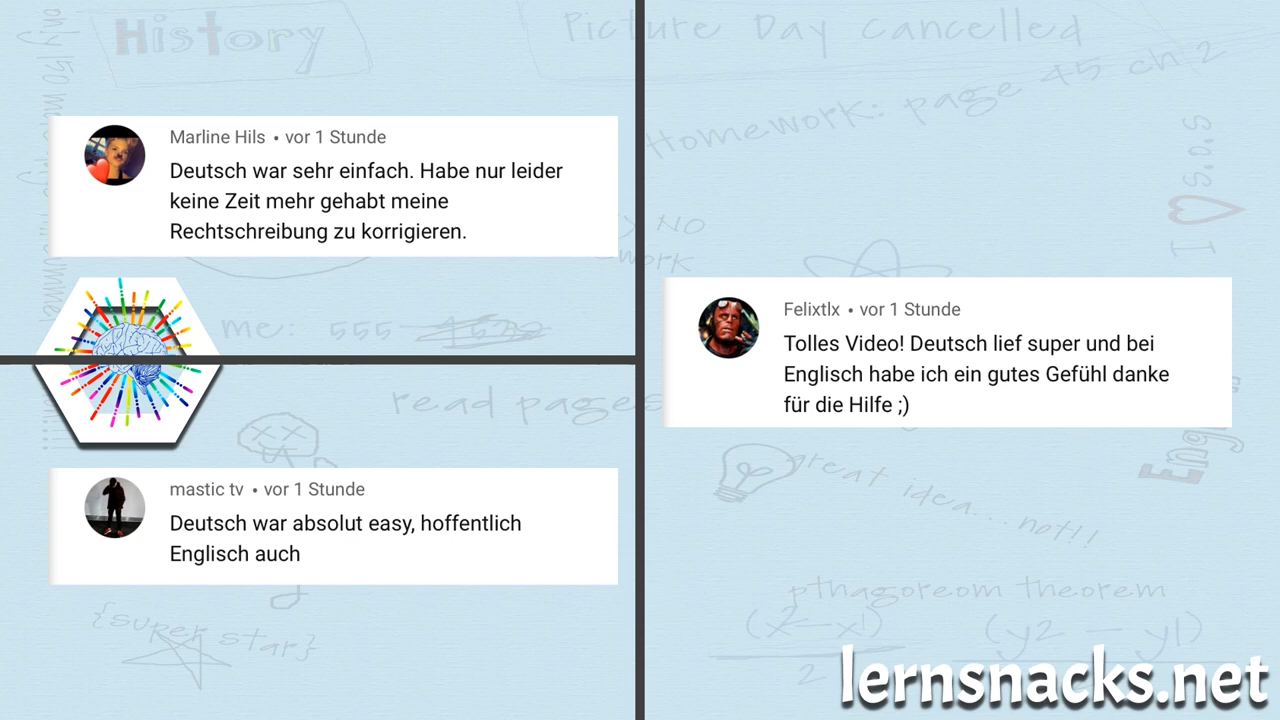 History
Picture Day Cancelled
Homework: page 45 ch 2
Marline Hils • vor 1 Stunde
Deutsch war sehr einfach. Habe nur leider
keine Zeit mehr gehabt meine
Rechtschreibung zu korrigieren.
me: 555
read pages
mastic tv • vor 1 Stunde
Deutsch war absolut easy, hoffentlich
Englisch auch
{super star}
I s.o.s
Felixtlx • vor 1 Stunde
Tolles Video! Deutsch lief super und bei
Englisch habe ich ein gutes Gefühl danke
für die Hilfe ;)
great idea... not!!
pthagoreom theorem
(y2 - y1)
2
lernsnacks.net